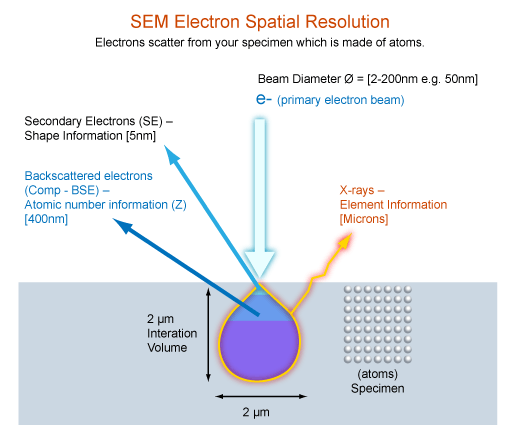 SEM Electron Spatial Resolution
Electrons scatter from your specimen which is made of atoms.
Beam Diameter Ø = [2-200nm e.g. 50nm]
e- (primary electron beam)
Secondary Electrons (SE) –
Shape Information [5nm]
Backscattered electrons
(Comp - BSE) –
Atomic number information (Z)
[400nm]
X-rays –
Element Information
[Microns]
2 µm
Interation
Volume
(atoms)
Specimen
2 µm